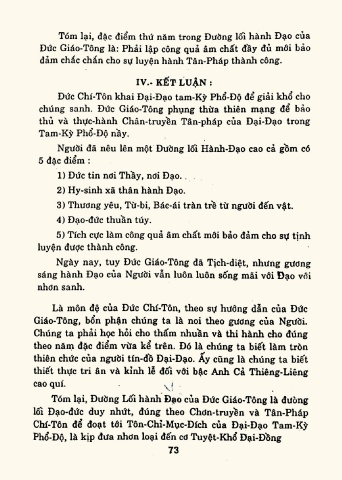 Tóm lại, đặc điểm thứ năm trong Đường lối hành Đạo của
Đức Giáo-Tông là: Phải lập công quả âm chất đầy đủ mới bảo
đảm chắc chắn cho sự luyện hành Tân-Pháp thành công.
IV.- KẾT LUẬN :
Đức Chí-Tôn khai Đại-Đạo tam-Kỳ Phổ-Độ để giải khổ cho
chúng sanh. Đức Giáo-Tông phụng thừa thiên mạng để bảo
thủ và thực-hành Chân-truyền Tân-pháp của Đại-Đạo trong
Tam-Kỳ Phổ-Độ nầy.
Người đã nêu lên một Đường lối Hành-Đạo cao cả gồm có
5 đặc điểm :
1) Đức tin nơi Thầy, nơi Đạo.
2) Hy-sinh xã thân hành Đạo.
3) Thương yêu, Từ-bi, Bác-ái tràn trề từ người đến vật.
4) Đạo-đức thuần túy.
5) Tích cực làm công quả âm chất mới bảo đảm cho sự tịnh
luyện được thành công.
Ngày nay, tuy Đức Giáo-Tông đã Tịch-diệt, nhưng gương
sáng hành Đạo của Người vẫn luôn luôn sống mãi với Đạo với
nhơn sanh.
Là môn đệ của Đức Chí-Tôn, theo sự hướng dẫn của Đức
Giáo-Tông, bổn phận chúng ta là noi theo gương của Người.
Chúng ta phải học hỏi cho thấm nhuần và thi hành cho đúng
theo năm đặc điểm vừa kể trên. Đó là chúng ta biết làm tròn
thiên chức của người tín-đồ Đại-Đạo. Ấy cũng là chúng ta biết
thiết thực tri ân và kỉnh lễ đối với bậc Anh Cả Thiêng-Liêng
cao quí.
Tóm lại, Đường Lối hành Đạo của Đức Giáo-Tông là đường
lối Đạo-đức duy nhứt, đúng theo Chơn-truyền và Tân-Pháp
Chí-Tôn để đoạt tới Tôn-Chỉ-Mục-Đích của Đại-Đạo Tam-Kỳ
Phổ-Độ, là kịp đưa nhơn loại đến cơ Tuyệt-Khổ Đại-Đồng
73